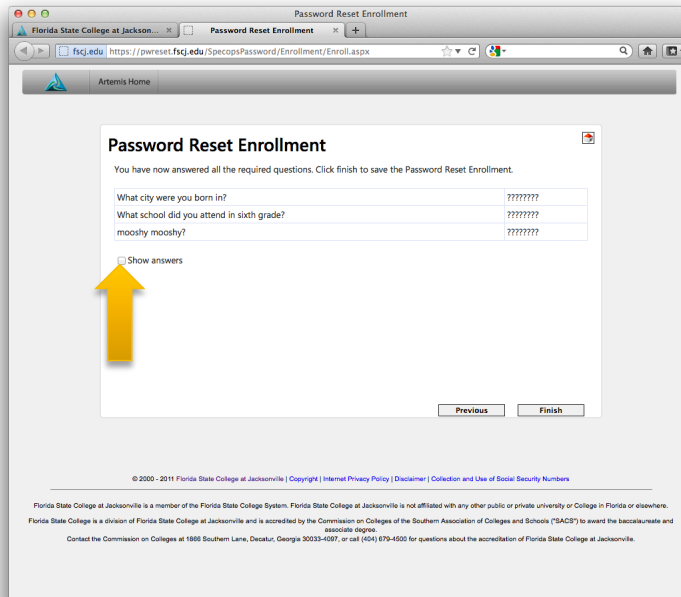 Password Reset Enrollment
Florida State College at Jackson... × Password Reset Enrollment × +
fscj.edu https://pwreset.fscj.edu/SpecopsPassword/Enrollment/Enroll.aspx
Artemis Home
Password Reset Enrollment
You have now answered all the required questions. Click finish to save the Password Reset Enrollment.
What city were you born in? ????????
What school did you attend in sixth grade? ????????
mooshy mooshy? ????????
Show answers
Previous Finish
© 2000 - 2011 Florida State College at Jacksonville | Copyright | Internet Privacy Policy | Disclaimer | Collection and Use of Social Security Numbers
Florida State College at Jacksonville is a member of the Florida State College System. Florida State College at Jacksonville is not affiliated with any other public or private university or College in Florida or elsewhere.
Florida State College is a division of Florida State College at Jacksonville and is accredited by the Commission on Colleges of the Southern Association of Colleges and Schools ("SACS") to award the baccalaureate and
associate degree.
Contact the Commission on Colleges at 1866 Southern Lane, Decatur, Georgia 30033-4097, or call (404) 679-4500 for questions about the accreditation of Florida State College at Jacksonville.